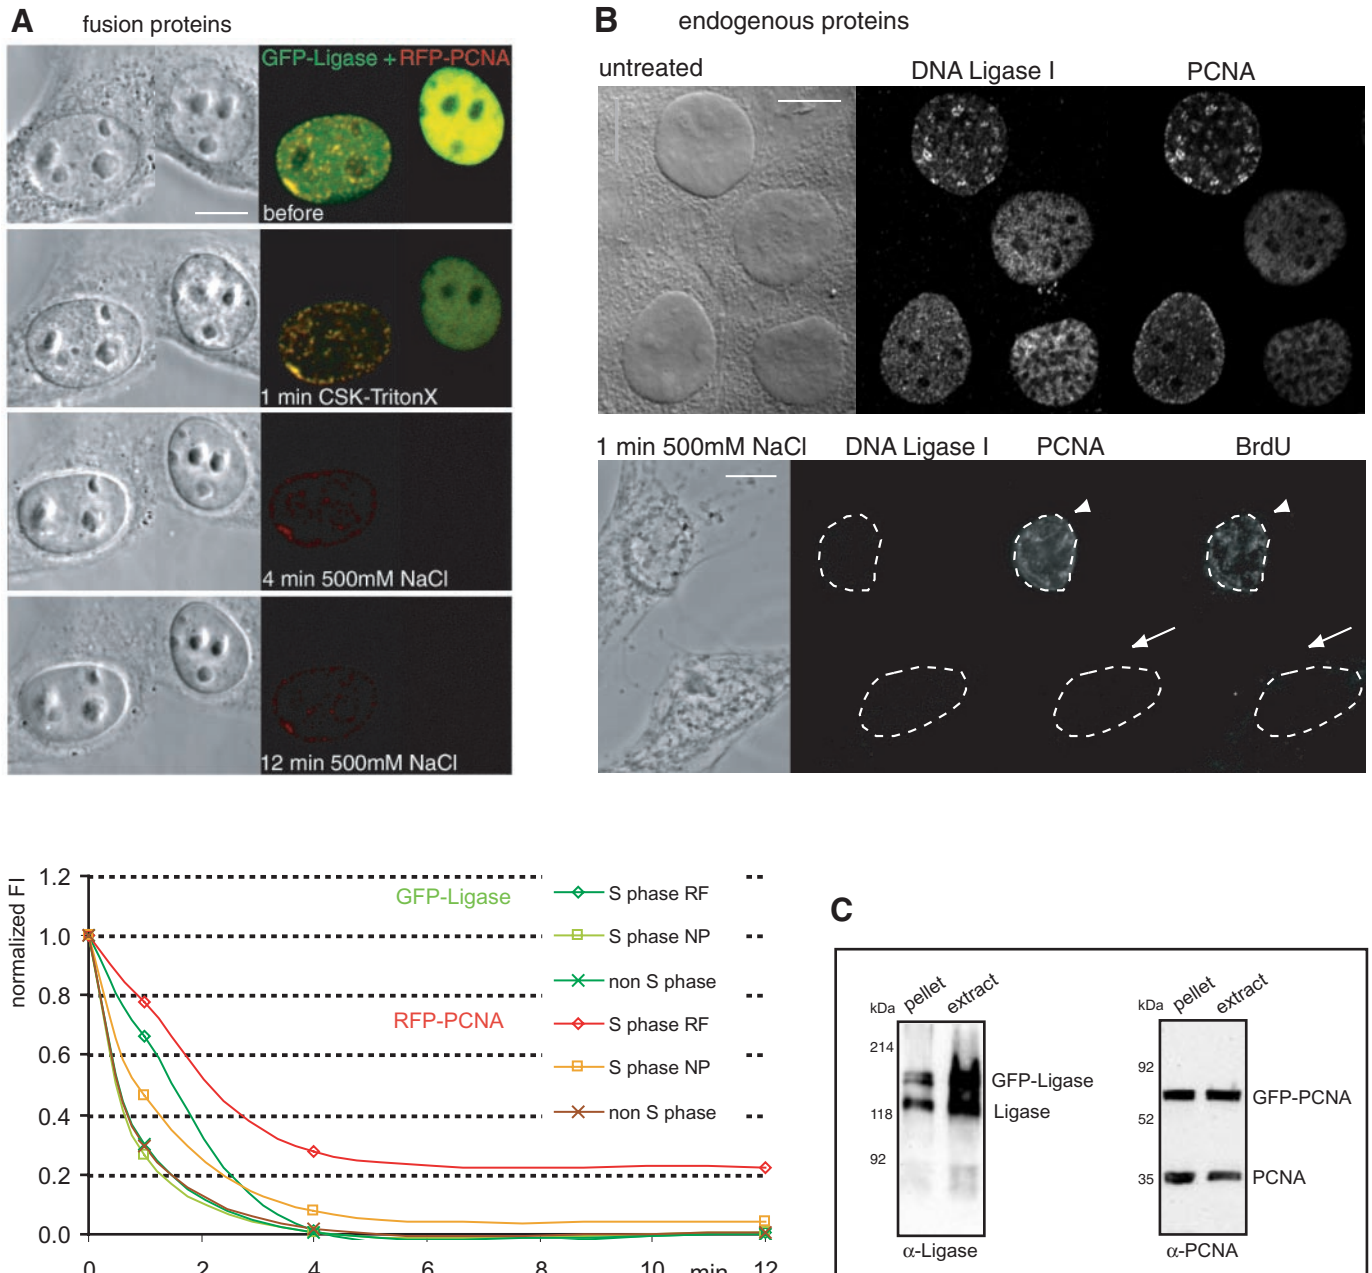 A fusion proteins
GFP-Ligase + RFP-PCNA
before
1 min CSK-TritonX
4 min 500mM NaCl
12 min 500mM NaCl
B endogenous proteins
untreated DNA Ligase I PCNA
1 min 500mM NaCl DNA Ligase I PCNA BrdU
normalized FI
1.2
1.0
0.8
0.6
0.4
0.2
0.0
0 2 4 6 8 10 min 12
GFP-Ligase
S phase RF
S phase NP
non S phase
RFP-PCNA
S phase RF
S phase NP
non S phase
C
kDa pellet extract
214
118
92
GFP-Ligase
Ligase
α-Ligase
kDa pellet extract
92
52
35
GFP-PCNA
PCNA
α-PCNA